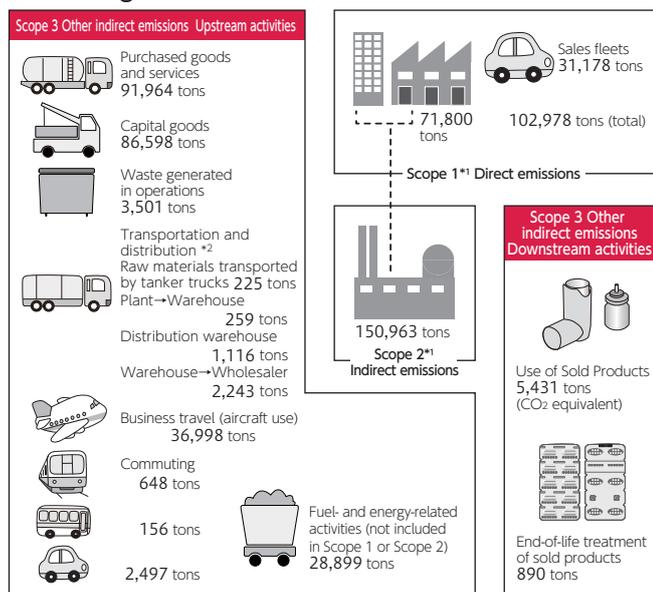 Scope 3 Other indirect emissions Upstream activities
Purchased goods
and services
91,964 tons
Capital goods
86,598 tons
Waste generated
in operations
3,501 tons
Transportation and
distribution *2
Raw materials transported
by tanker trucks 225 tons
Plant→Warehouse
259 tons
Distribution warehouse
1,116 tons
Warehouse→Wholesaler
2,243 tons
Business travel (aircraft use)
36,998 tons
Commuting
648 tons
156 tons
2,497 tons
Fuel- and energy-related
activities (not included
in Scope 1 or Scope 2)
28,899 tons
71,800
tons
Sales fleets
31,178 tons
102,978 tons (total)
Scope 1*1 Direct emissions
150,963 tons
Scope 2*1
Indirect emissions
Scope 3 Other
indirect emissions
Downstream activities
Use of Sold Products
5,431 tons
(CO2 equivalent)
End-of-life treatment
of sold products
890 tons